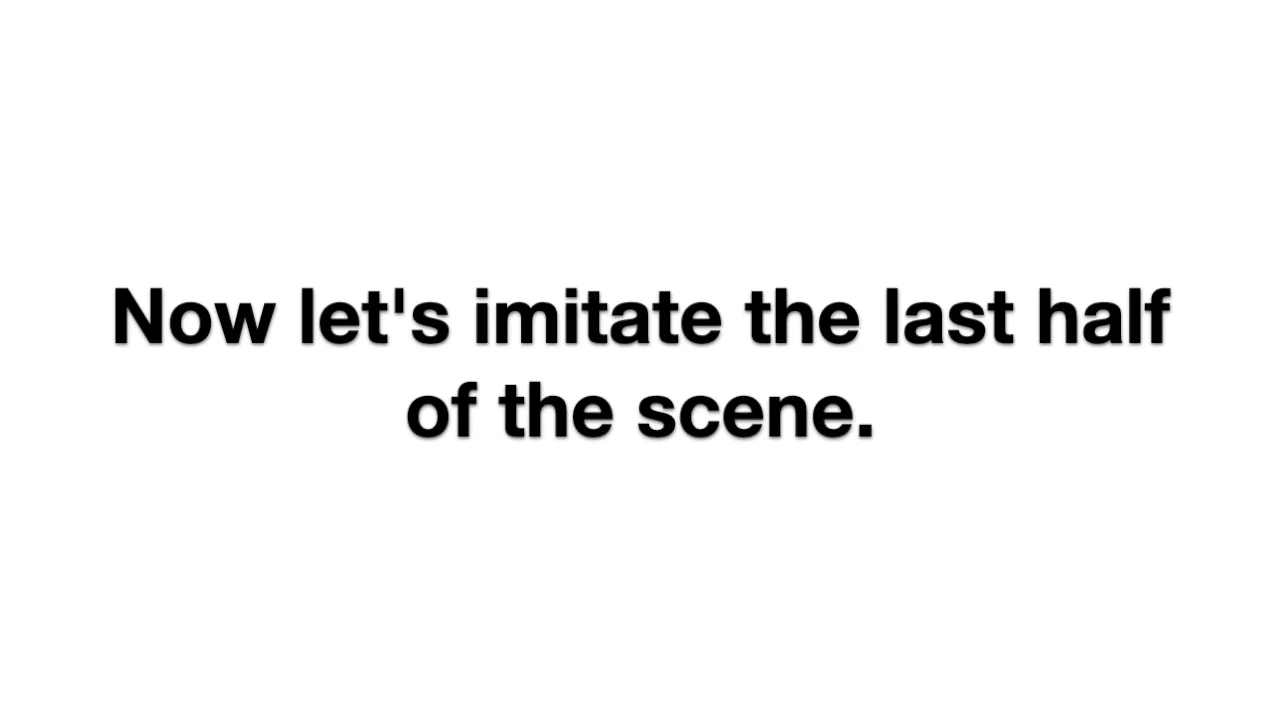 Now let's imitate the last half
of the scene.